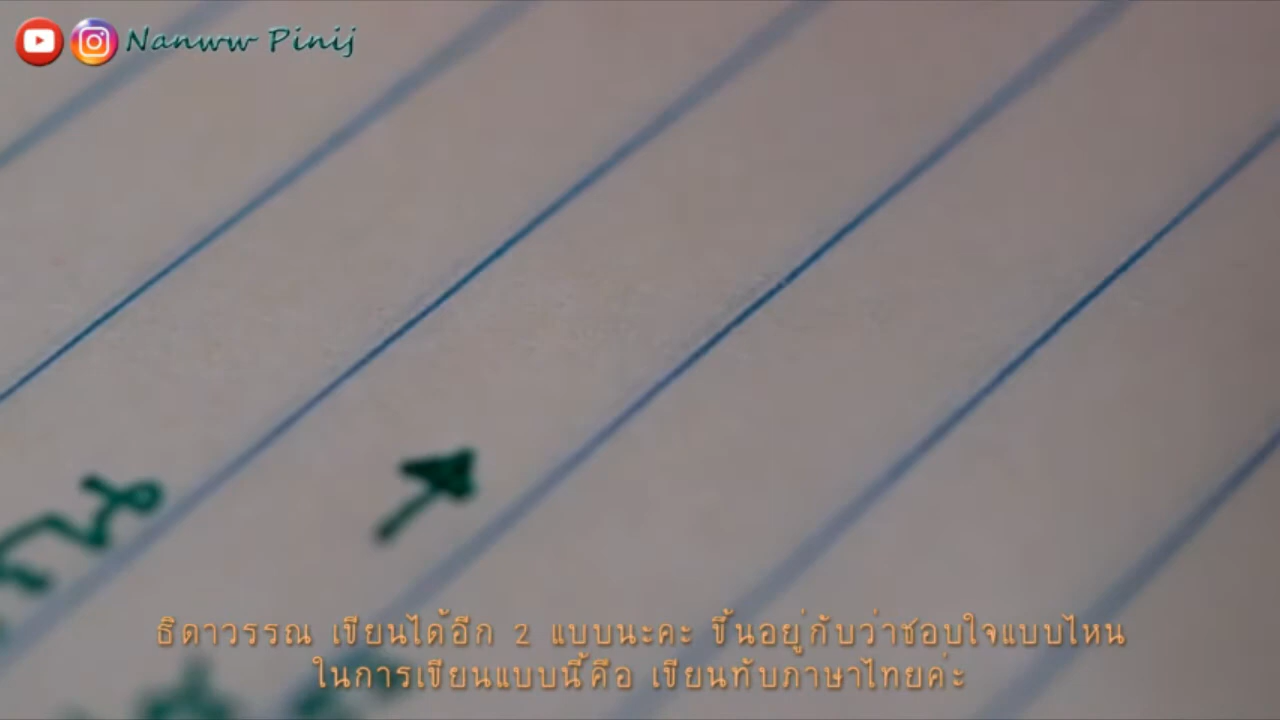 Nanww Pinij
ธิดาวรรณ เขียนได้อีก 2 แบบนะคะ ขึ้นอยู่กับว่าชอบใจแบบไหน
ในการเขียนแบบนี้คือ เขียนทับภาษาไทยค่ะ